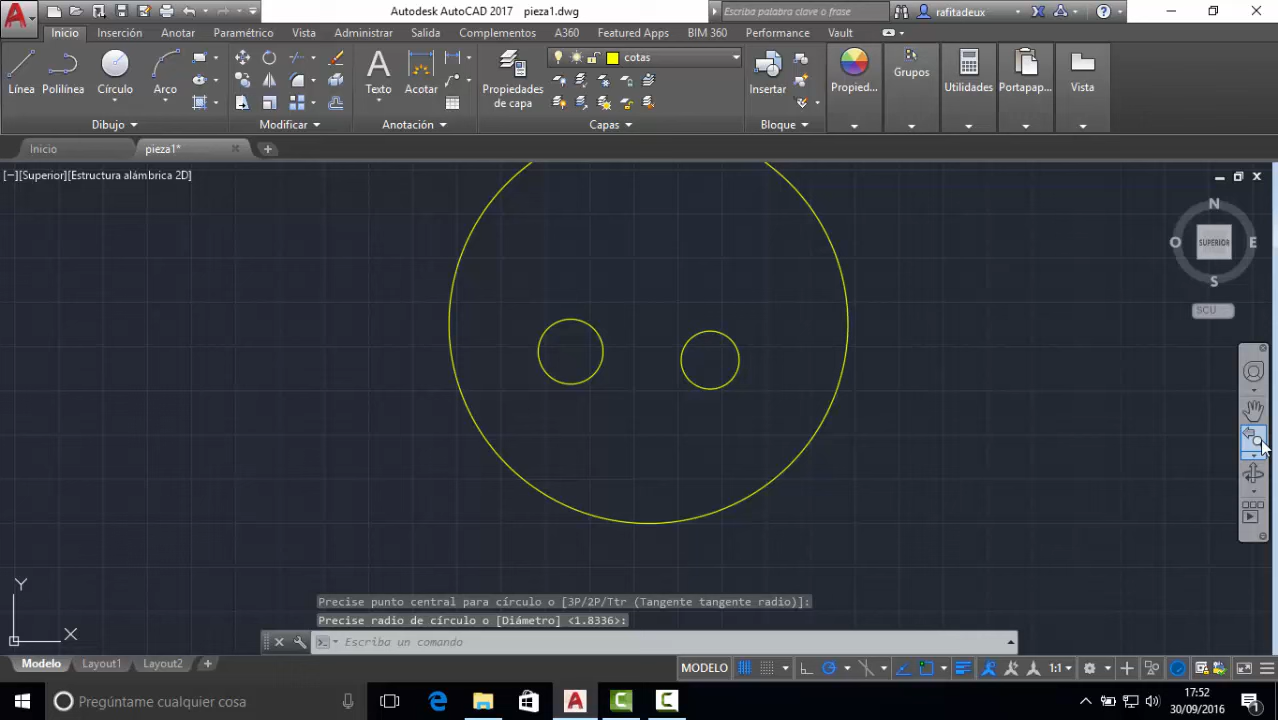 Autodesk AutoCAD 2017 pieza1.dwg
Escriba palabra clave o frase
rafitadeux
Inicio Inserción Anotar Paramétrico Vista Administrar Salida Complementos A360 Featured Apps BIM 360 Performance Vault
cotas
Línea Polilínea Círculo Arco
Texto Acotar
Propiedades de capa
Insertar
Propied... Grupos Utilidades Portapap... Vista
Dibujo Modificar Anotación Capas Bloque
Inicio pieza1*
[−][Superior][Estructura alámbrica 2D]
N
O SUPERIOR E
S
SCU
Y
X
Precise punto central para círculo o [3P/2P/Ttr (Tangente tangente radio)]:
Precise radio de círculo o [Diámetro] <1.8336>:
Escriba un comando
Modelo Layout1 Layout2 +
MODELO 1:1
Pregúntame cualquier cosa
17:52
30/09/2016
1